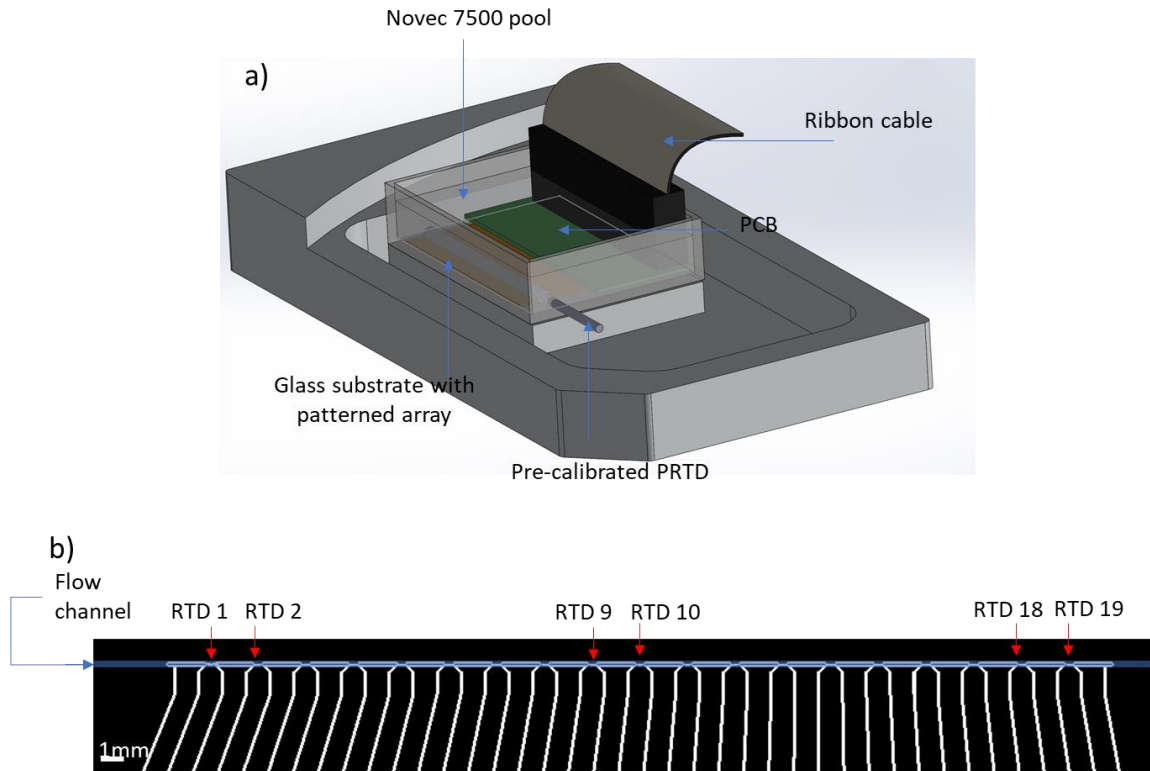 Novec 7500 pool
a)
Ribbon cable
PCB
Glass substrate with
patterned array
Pre-calibrated PRTD
b)
Flow
channel
RTD 1
RTD 2
RTD 9
RTD 10
RTD 18
RTD 19
1mm